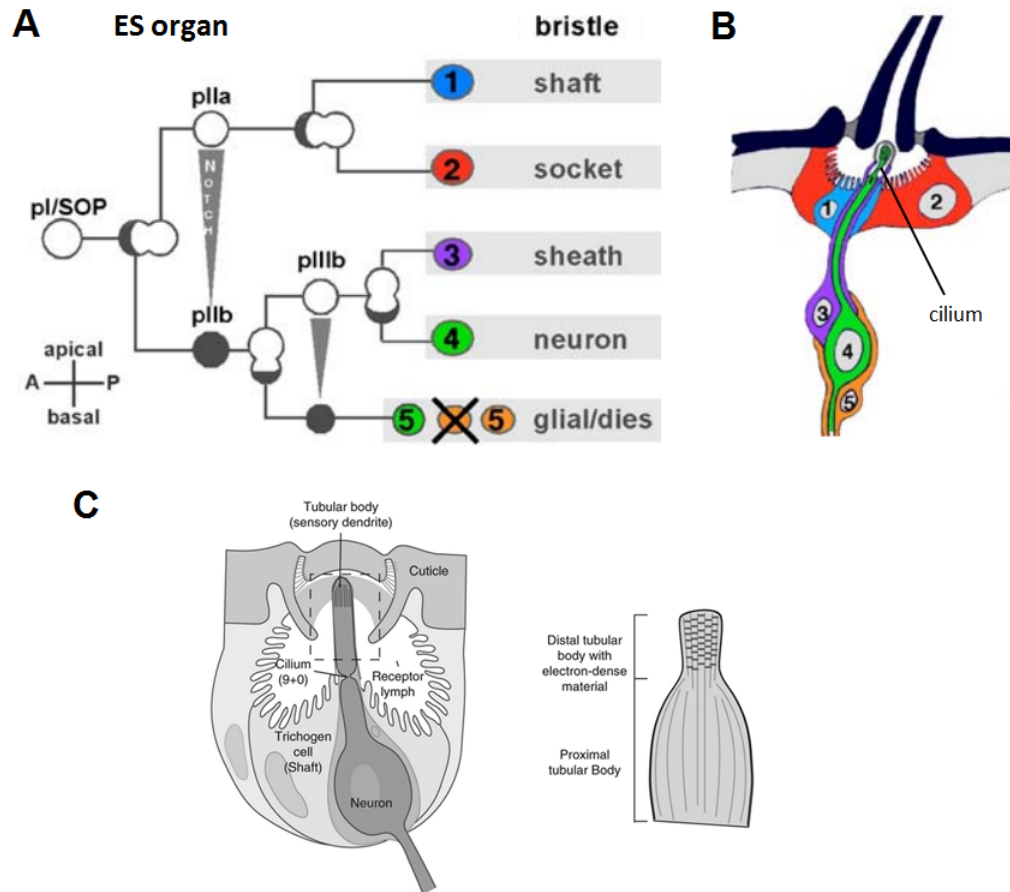 A
ES organ
bristle
pIIa
1
shaft
Notch
2
socket
pI/SOP
pIIIb
3
sheath
pIIb
4
neuron
apical
A
P
basal
5
5
glial/dies
B
1
2
3
cilium
4
5
C
Tubular body
(sensory dendrite)
Cuticle
Cilium
(9+0)
Receptor
lymph
Trichogen
cell
(Shaft)
Neuron
Distal tubular
body with
electron-dense
material
Proximal
tubular Body